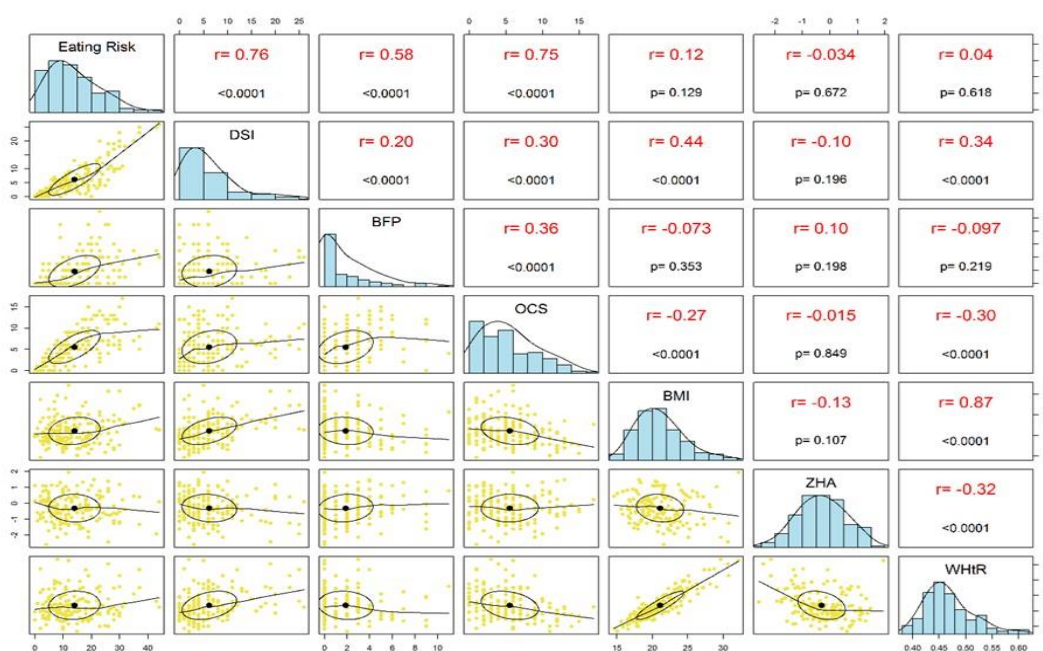 0 5 10 15 20 25
0 5 10 15
-2 -1 0 1 2
Eating Risk
r= 0.76
r= 0.58
r= 0.75
r= 0.12
r= -0.034
r= 0.04
<0.0001
<0.0001
<0.0001
p= 0.129
p= 0.672
p= 0.618
DSI
r= 0.20
r= 0.30
r= 0.44
r= -0.10
r= 0.34
<0.0001
<0.0001
<0.0001
p= 0.196
<0.0001
0 5 10 20
BFP
r= 0.36
r= -0.073
r= 0.10
r= -0.097
<0.0001
p= 0.353
p= 0.198
p= 0.219
OCS
r= -0.27
r= -0.015
r= -0.30
<0.0001
p= 0.849
<0.0001
0 5 10 15
BMI
r= -0.13
r= 0.87
p= 0.107
<0.0001
ZHA
r= -0.32
<0.0001
-2 -1 0 1 2
WHtR
0 10 20 30 40
0 2 4 6 8 10
15 20 25 30
0.40 0.45 0.50 0.55 0.60